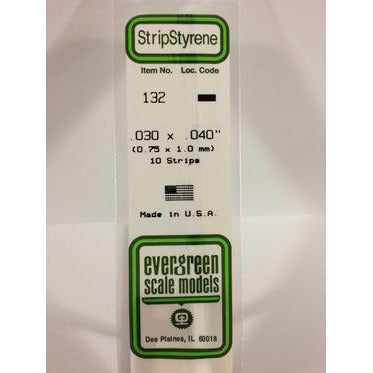 StripStyrene
Item No. Loc. Code
132
.030 x .040"
(0.75 x 1.0 mm)
10 Strips
Made in U.S.A.
evergreen
scale models
Des Plaines, IL 60018